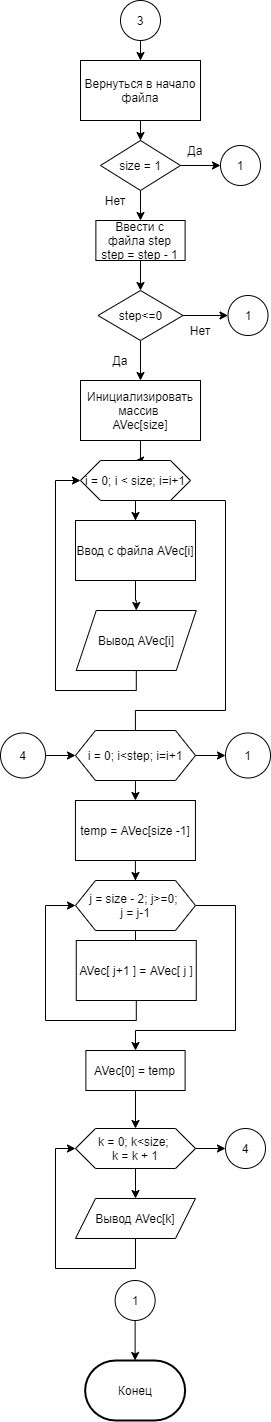 3
Вернуться в начало
файла
Да
size = 1
1
Нет
Ввести с
файла step
step = step - 1
step<=0
1
Нет
Да
Инициализировать
массив
AVec[size]
i = 0; i < size; i=i+1
Ввод с файла AVec[i]
Вывод AVec[i]
4
i = 0; i<step; i=i+1
1
temp = AVec[size -1]
j = size - 2; j>=0;
j = j-1
AVec[ j+1 ] = AVec[ j ]
AVec[0] = temp
k = 0; k<size;
k = k + 1
4
Вывод AVec[k]
1
Конец